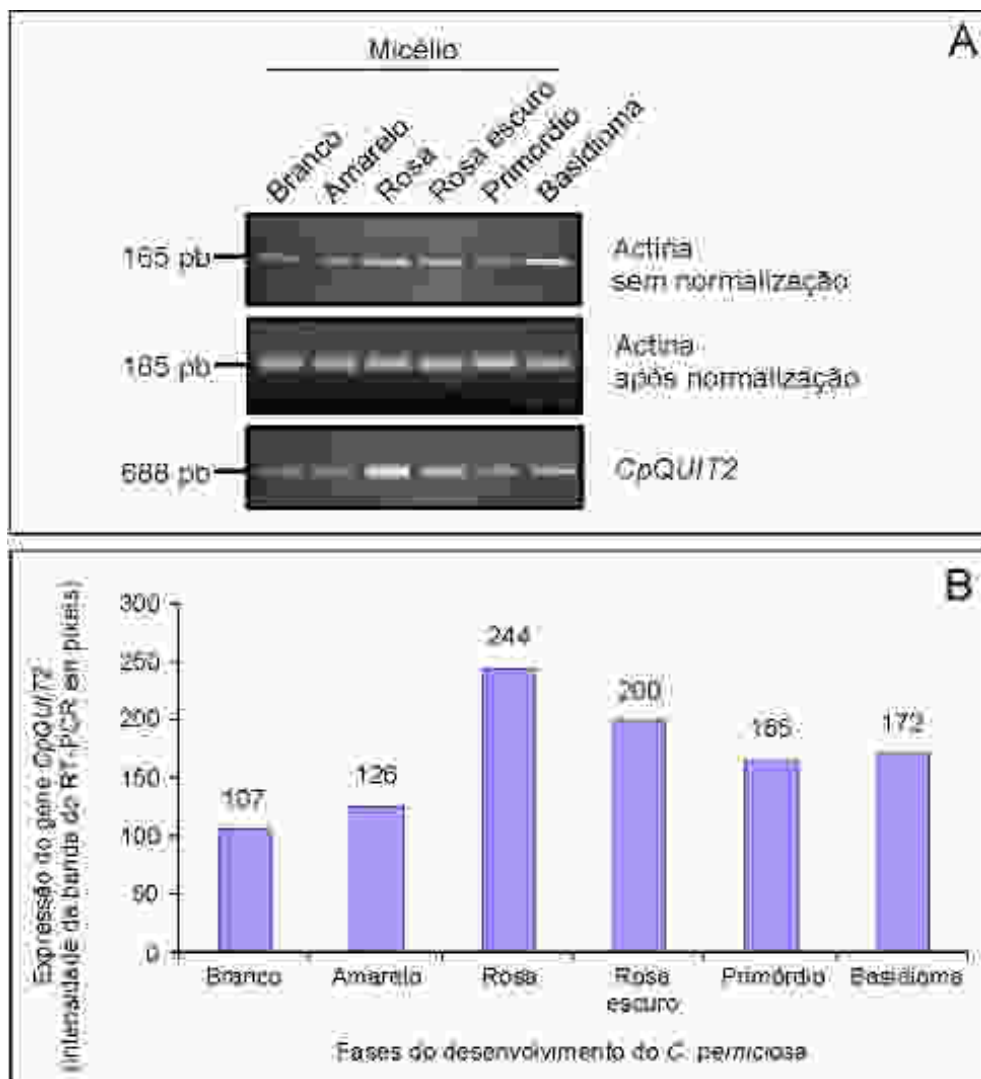 A
Micélio
Branco
Amarelo
Rosa
Rosa escuro
Primórdio
Basidioma
165 pb
Actina
sem normalização
165 pb
Actina
após normalização
688 pb
CpQUIT2
B
Expressão do gene CpQUIT2
(intensidade da banda do RT-PCR em pixels)
300
250
200
150
100
50
0
107
126
244
200
165
172
Branco
Amarelo
Rosa
Rosa
escuro
Primórdio
Basidioma
Fases do desenvolvimento do C. perniciosa